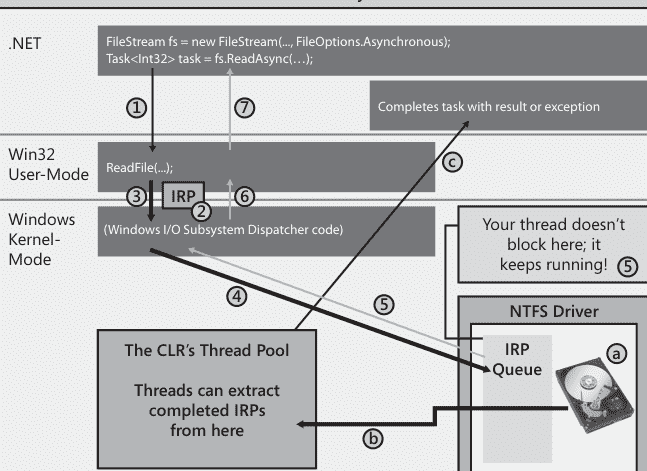 .NET
FileStream fs = new FileStream(..., FileOptions.Asynchronous);
Task<Int32> task = fs.ReadAsync(...);
1
7
Completes task with result or exception
Win32
User-Mode
ReadFile(...);
c
3
IRP
2
6
Windows
Kernel-
Mode
(Windows I/O Subsystem Dispatcher code)
Your thread doesn't
block here; it
keeps running! 5
4
5
NTFS Driver
IRP
Queue
a
The CLR's Thread Pool
Threads can extract
completed IRPs
from here
b